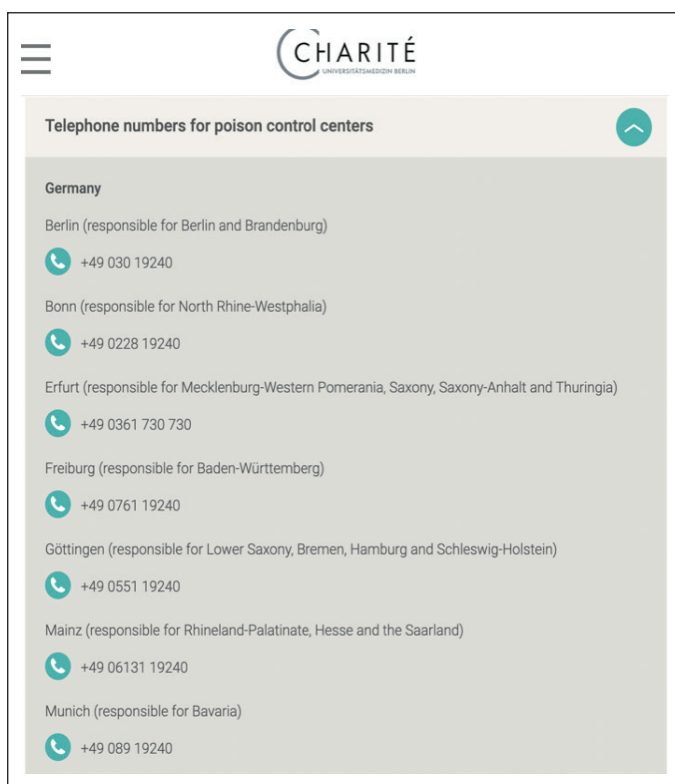 CHARITÉ
UNIVERSITÄTSMEDIZIN BERLIN
Telephone numbers for poison control centers
Germany
Berlin (responsible for Berlin and Brandenburg)
+49 030 19240
Bonn (responsible for North Rhine-Westphalia)
+49 0228 19240
Erfurt (responsible for Mecklenburg-Western Pomerania, Saxony, Saxony-Anhalt and Thuringia)
+49 0361 730 730
Freiburg (responsible for Baden-Württemberg)
+49 0761 19240
Göttingen (responsible for Lower Saxony, Bremen, Hamburg and Schleswig-Holstein)
+49 0551 19240
Mainz (responsible for Rhineland-Palatinate, Hesse and the Saarland)
+49 06131 19240
Munich (responsible for Bavaria)
+49 089 19240